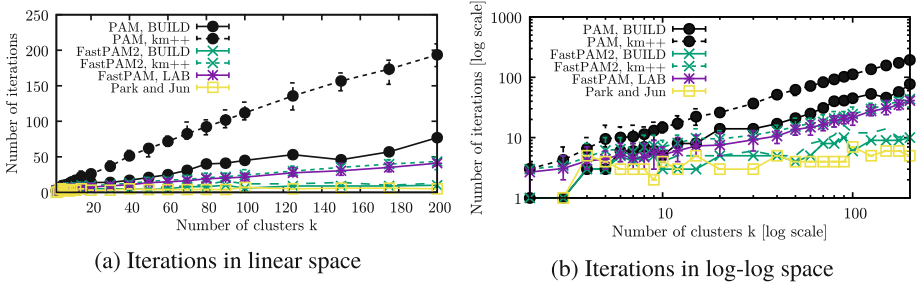 PAM, BUILD
PAM, km++
FastPAM2, BUILD
FastPAM2, km++
FastPAM, LAB
Park and Jun
Number of iterations
250
200
150
100
50
0
20 40 60 80 100 120 140 160 180 200
Number of clusters k
(a) Iterations in linear space
PAM, BUILD
PAM, km++
FastPAM2, BUILD
FastPAM2, km++
FastPAM, LAB
Park and Jun
Number of iterations [log scale]
1000
100
10
1
10 100
Number of clusters k [log scale]
(b) Iterations in log-log space